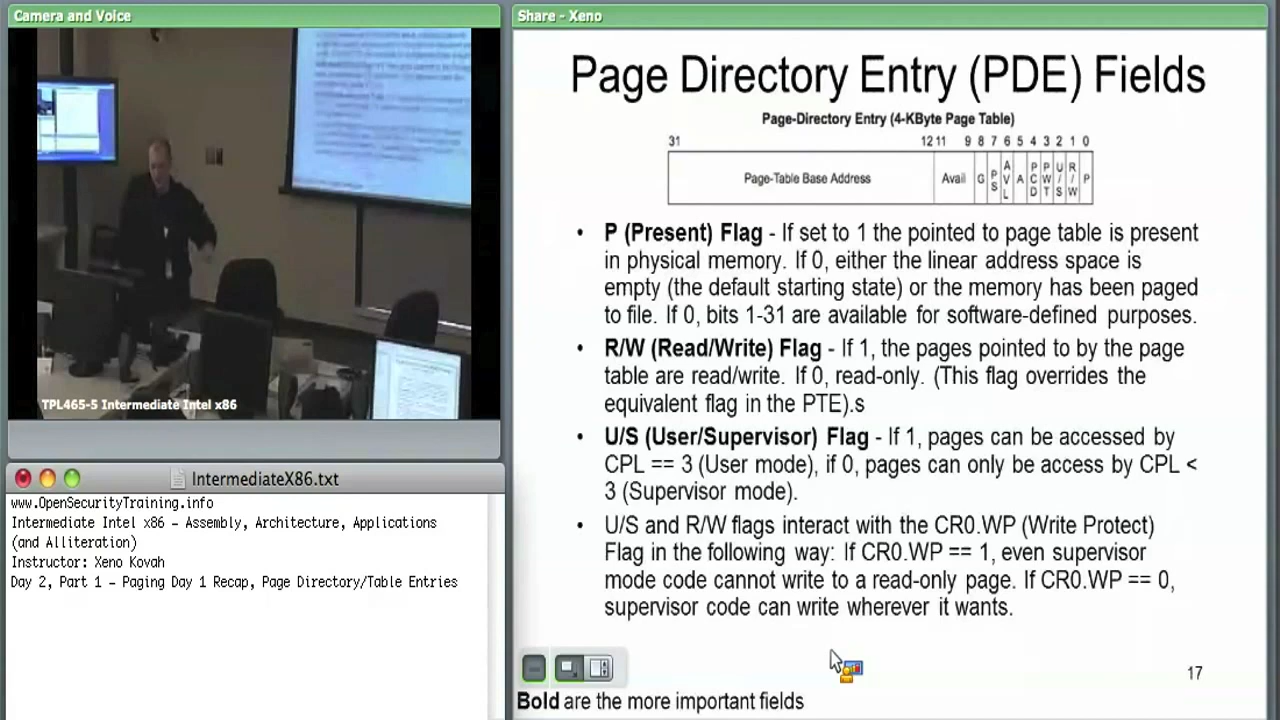 Camera and Voice
TPL465-5 Intermediate Intel x86
IntermediateX86.txt
www.OpenSecurityTraining.info
Intermediate Intel x86 – Assembly, Architecture, Applications
(and Alliteration)
Instructor: Xeno Kovah
Day 2, Part 1 – Paging Day 1 Recap, Page Directory/Table Entries
Share - Xeno
Page Directory Entry (PDE) Fields
Page-Directory Entry (4-KByte Page Table)
31 12 11 9 8 7 6 5 4 3 2 1 0
Page-Table Base Address Avail G PS AVL A PCD PWT U/S R/W P
• P (Present) Flag - If set to 1 the pointed to page table is present
in physical memory. If 0, either the linear address space is
empty (the default starting state) or the memory has been paged
to file. If 0, bits 1-31 are available for software-defined purposes.
• R/W (Read/Write) Flag - If 1, the pages pointed to by the page
table are read/write. If 0, read-only. (This flag overrides the
equivalent flag in the PTE).s
• U/S (User/Supervisor) Flag - If 1, pages can be accessed by
CPL == 3 (User mode), if 0, pages can only be access by CPL <
3 (Supervisor mode).
• U/S and R/W flags interact with the CR0.WP (Write Protect)
Flag in the following way: If CR0.WP == 1, even supervisor
mode code cannot write to a read-only page. If CR0.WP == 0,
supervisor code can write wherever it wants.
17
Bold are the more important fields